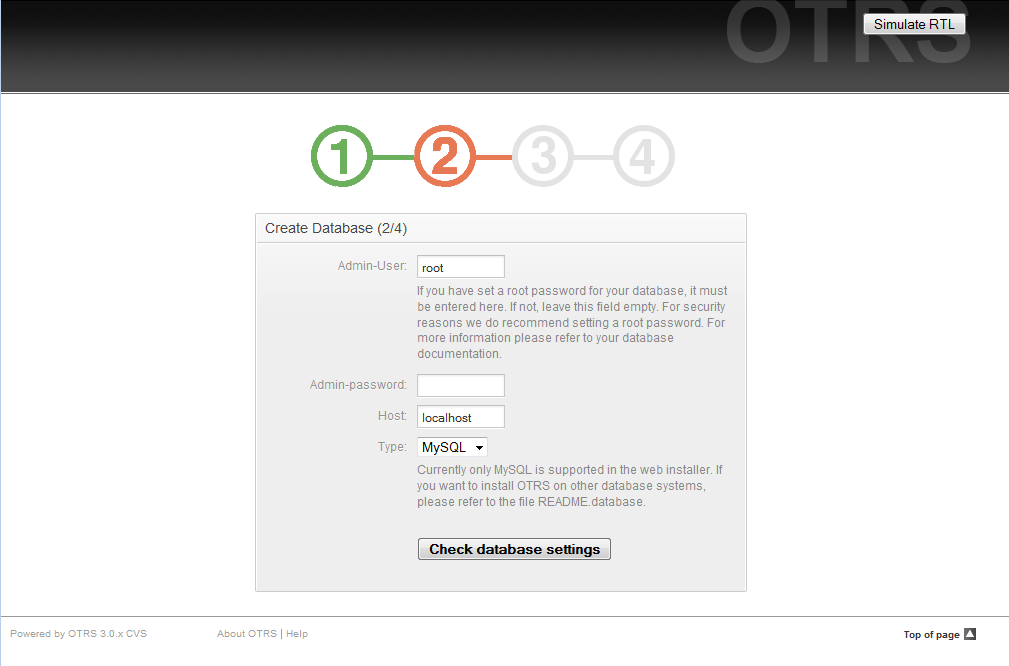 OTRS
Simulate RTL
1 2 3 4
Create Database (2/4)
Admin-User: root
If you have set a root password for your database, it must
be entered here. If not, leave this field empty. For security
reasons we do recommend setting a root password. For
more information please refer to your database
documentation.
Admin-password:
Host: localhost
Type: MySQL
Currently only MySQL is supported in the web installer. If
you want to install OTRS on other database systems,
please refer to the file README.database.
Check database settings
Powered by OTRS 3.0.x CVS About OTRS | Help Top of page